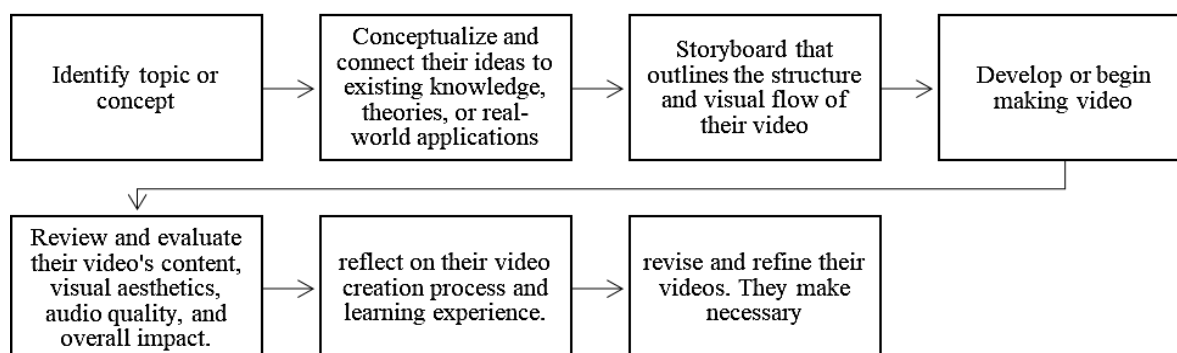 Identify topic or
concept
Conceptualize and
connect their ideas to
existing knowledge,
theories, or real-
world applications
Storyboard that
outlines the structure
and visual flow of
their video
Develop or begin
making video
Review and evaluate
their video's content,
visual aesthetics,
audio quality, and
overall impact.
reflect on their video
creation process and
learning experience.
revise and refine their
videos. They make
necessary